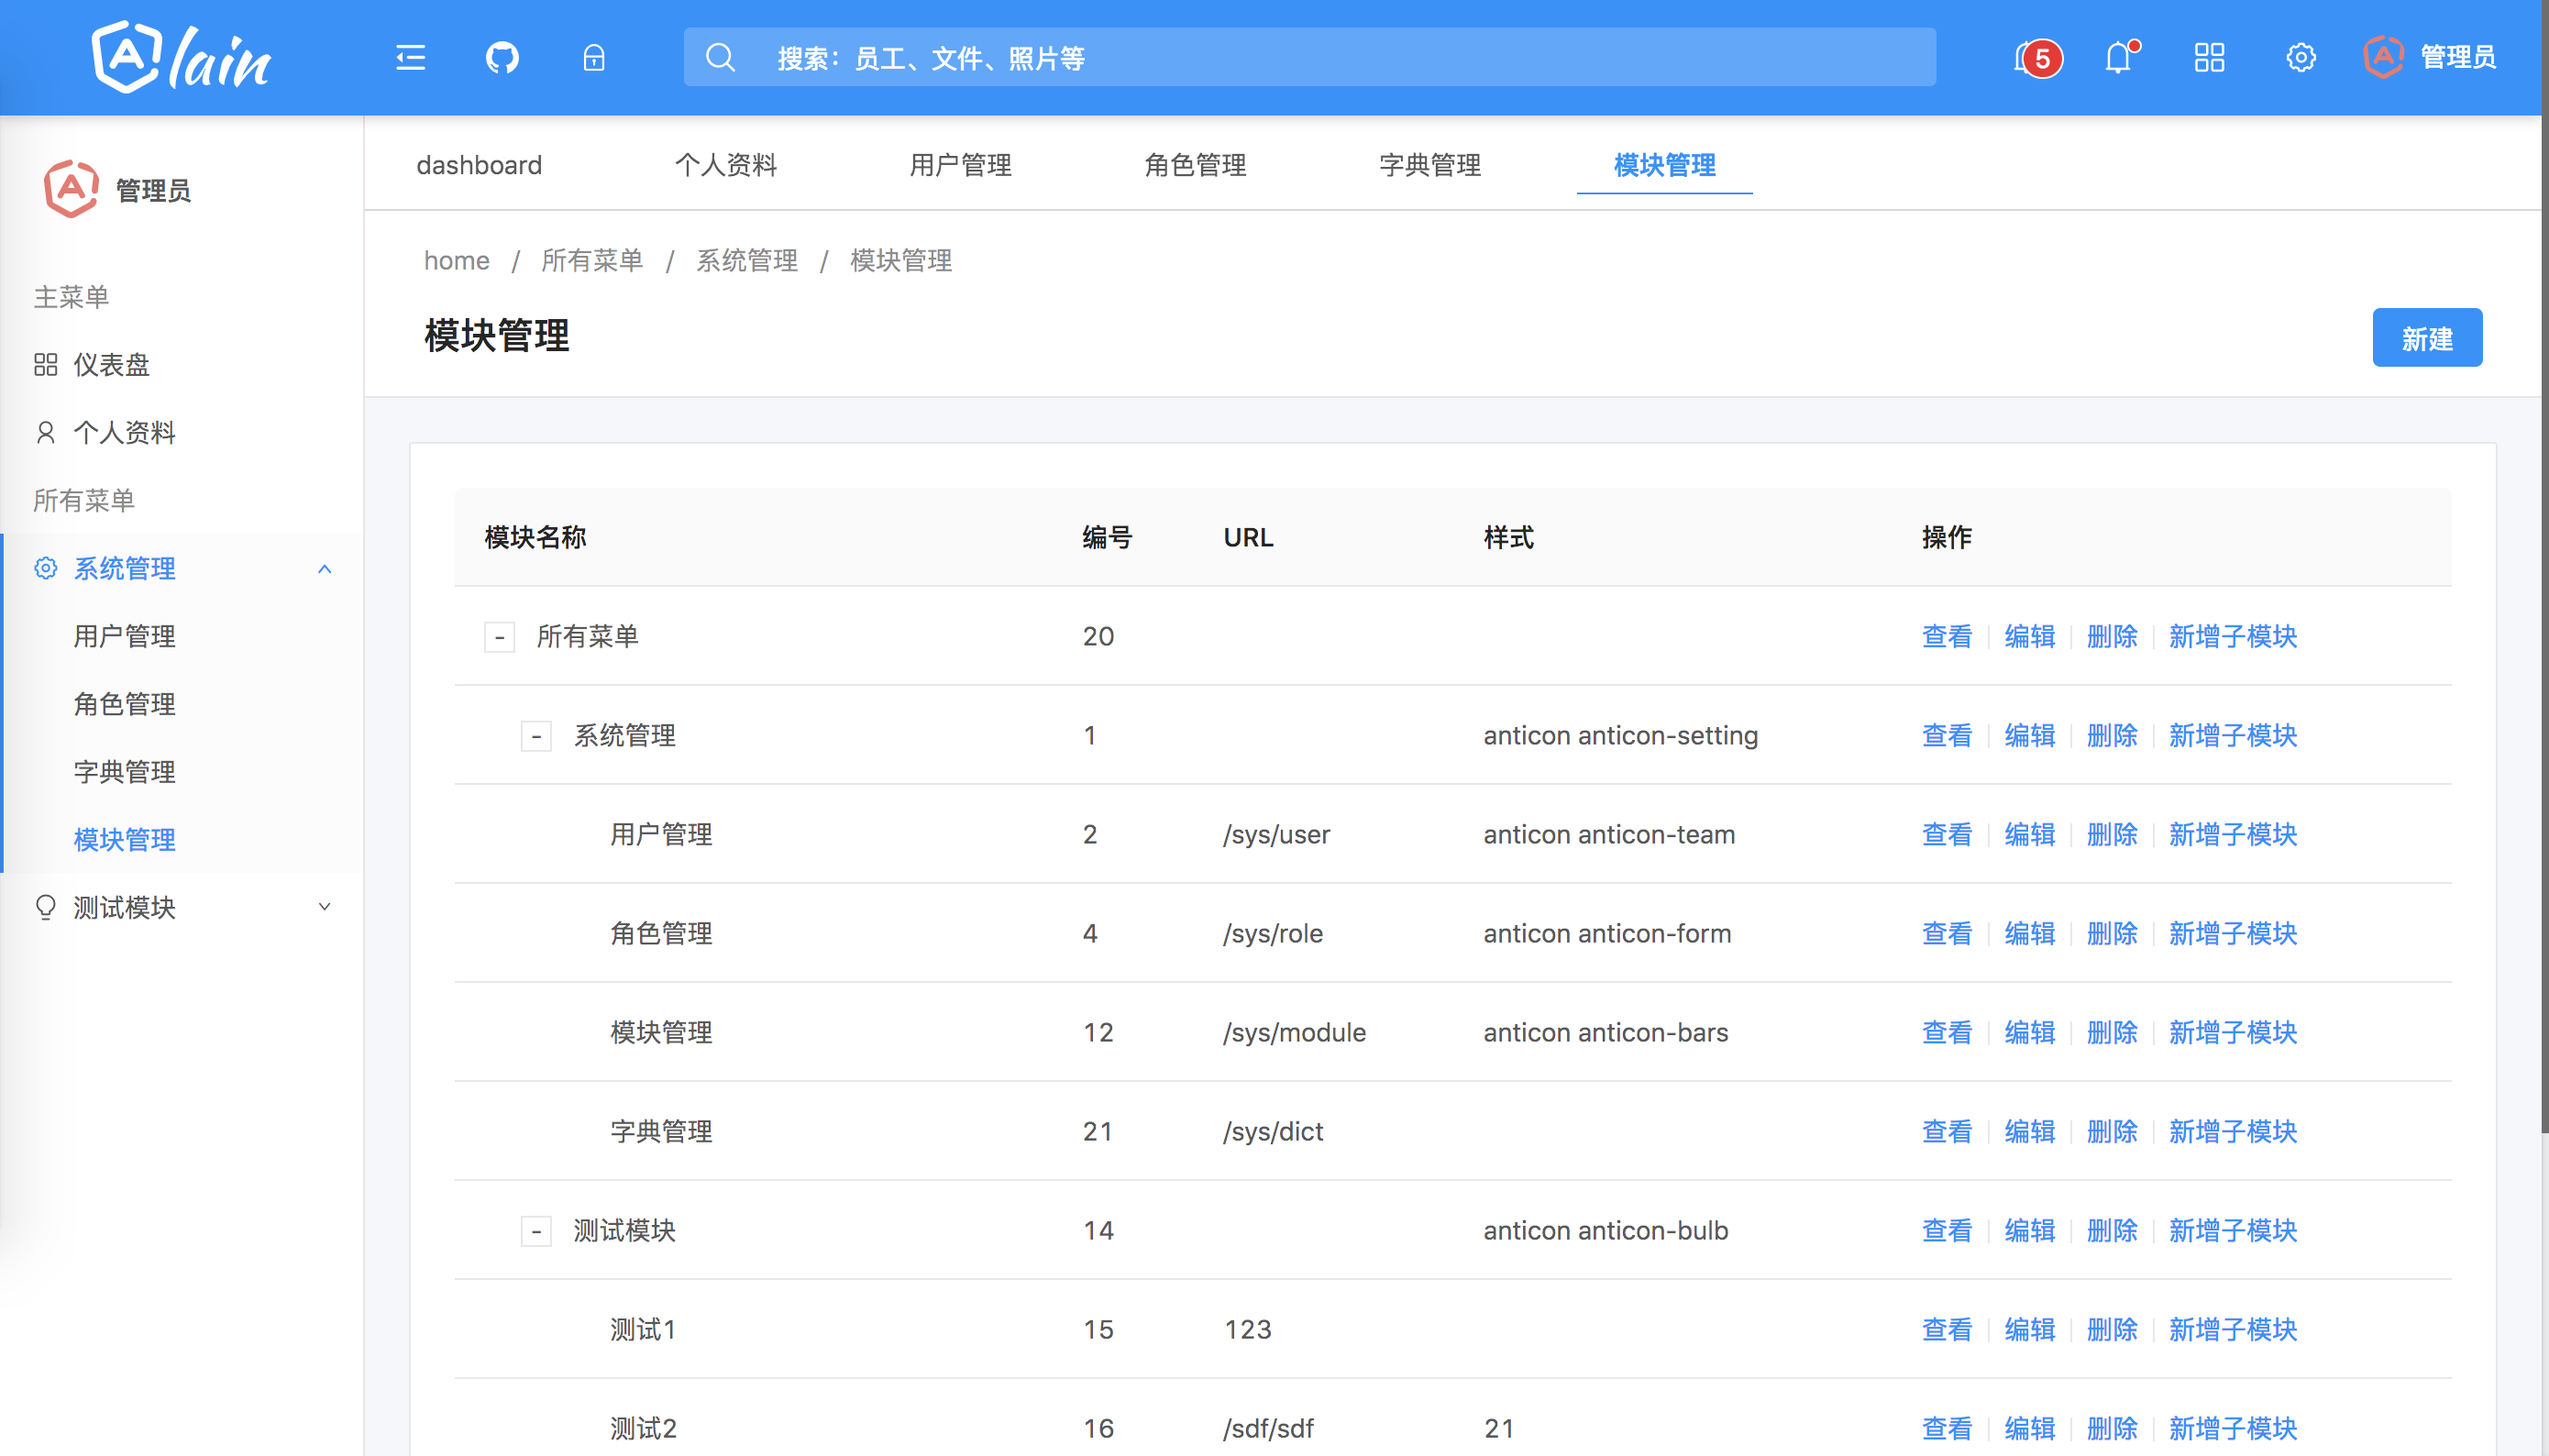 Alain
搜索：员工、文件、照片等
5
管理员
管理员
主菜单
仪表盘
个人资料
所有菜单
系统管理
用户管理
角色管理
字典管理
模块管理
测试模块
dashboard 个人资料 用户管理 角色管理 字典管理 模块管理
home / 所有菜单 / 系统管理 / 模块管理
模块管理
新建
模块名称 编号 URL 样式 操作
- 所有菜单 20 查看 编辑 删除 新增子模块
- 系统管理 1 anticon anticon-setting 查看 编辑 删除 新增子模块
用户管理 2 /sys/user anticon anticon-team 查看 编辑 删除 新增子模块
角色管理 4 /sys/role anticon anticon-form 查看 编辑 删除 新增子模块
模块管理 12 /sys/module anticon anticon-bars 查看 编辑 删除 新增子模块
字典管理 21 /sys/dict 查看 编辑 删除 新增子模块
- 测试模块 14 anticon anticon-bulb 查看 编辑 删除 新增子模块
测试1 15 123 查看 编辑 删除 新增子模块
测试2 16 /sdf/sdf 21 查看 编辑 删除 新增子模块